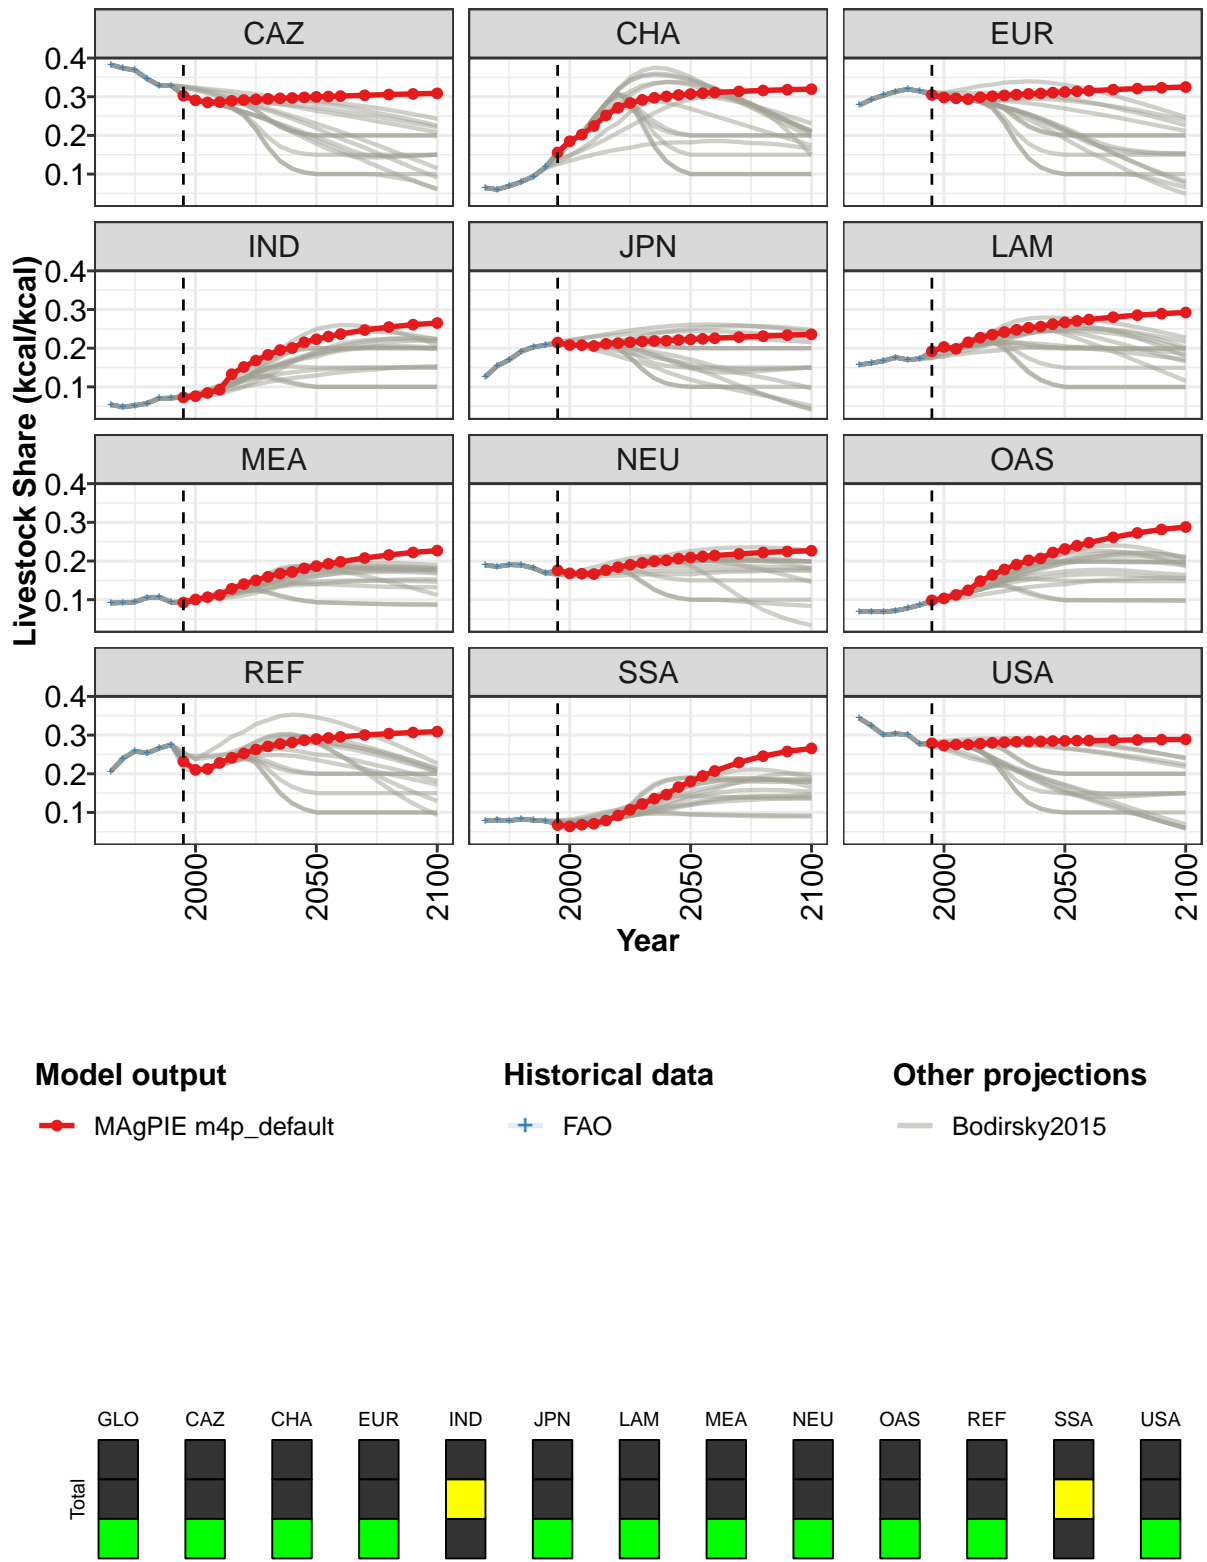 CAZ CHA EUR
0.4
0.3
0.2
0.1
IND JPN LAM
0.4
0.3
0.2
0.1
MEA NEU OAS
0.4
0.3
0.2
0.1
REF SSA USA
0.4
0.3
0.2
0.1
Livestock Share (kcal/kcal)
2000 2050 2100 2000 2050 2100 2000 2050 2100
Year
Model output Historical data Other projections
MAgPIE m4p_default FAO Bodirsky2015
GLO CAZ CHA EUR IND JPN LAM MEA NEU OAS REF SSA USA
Total